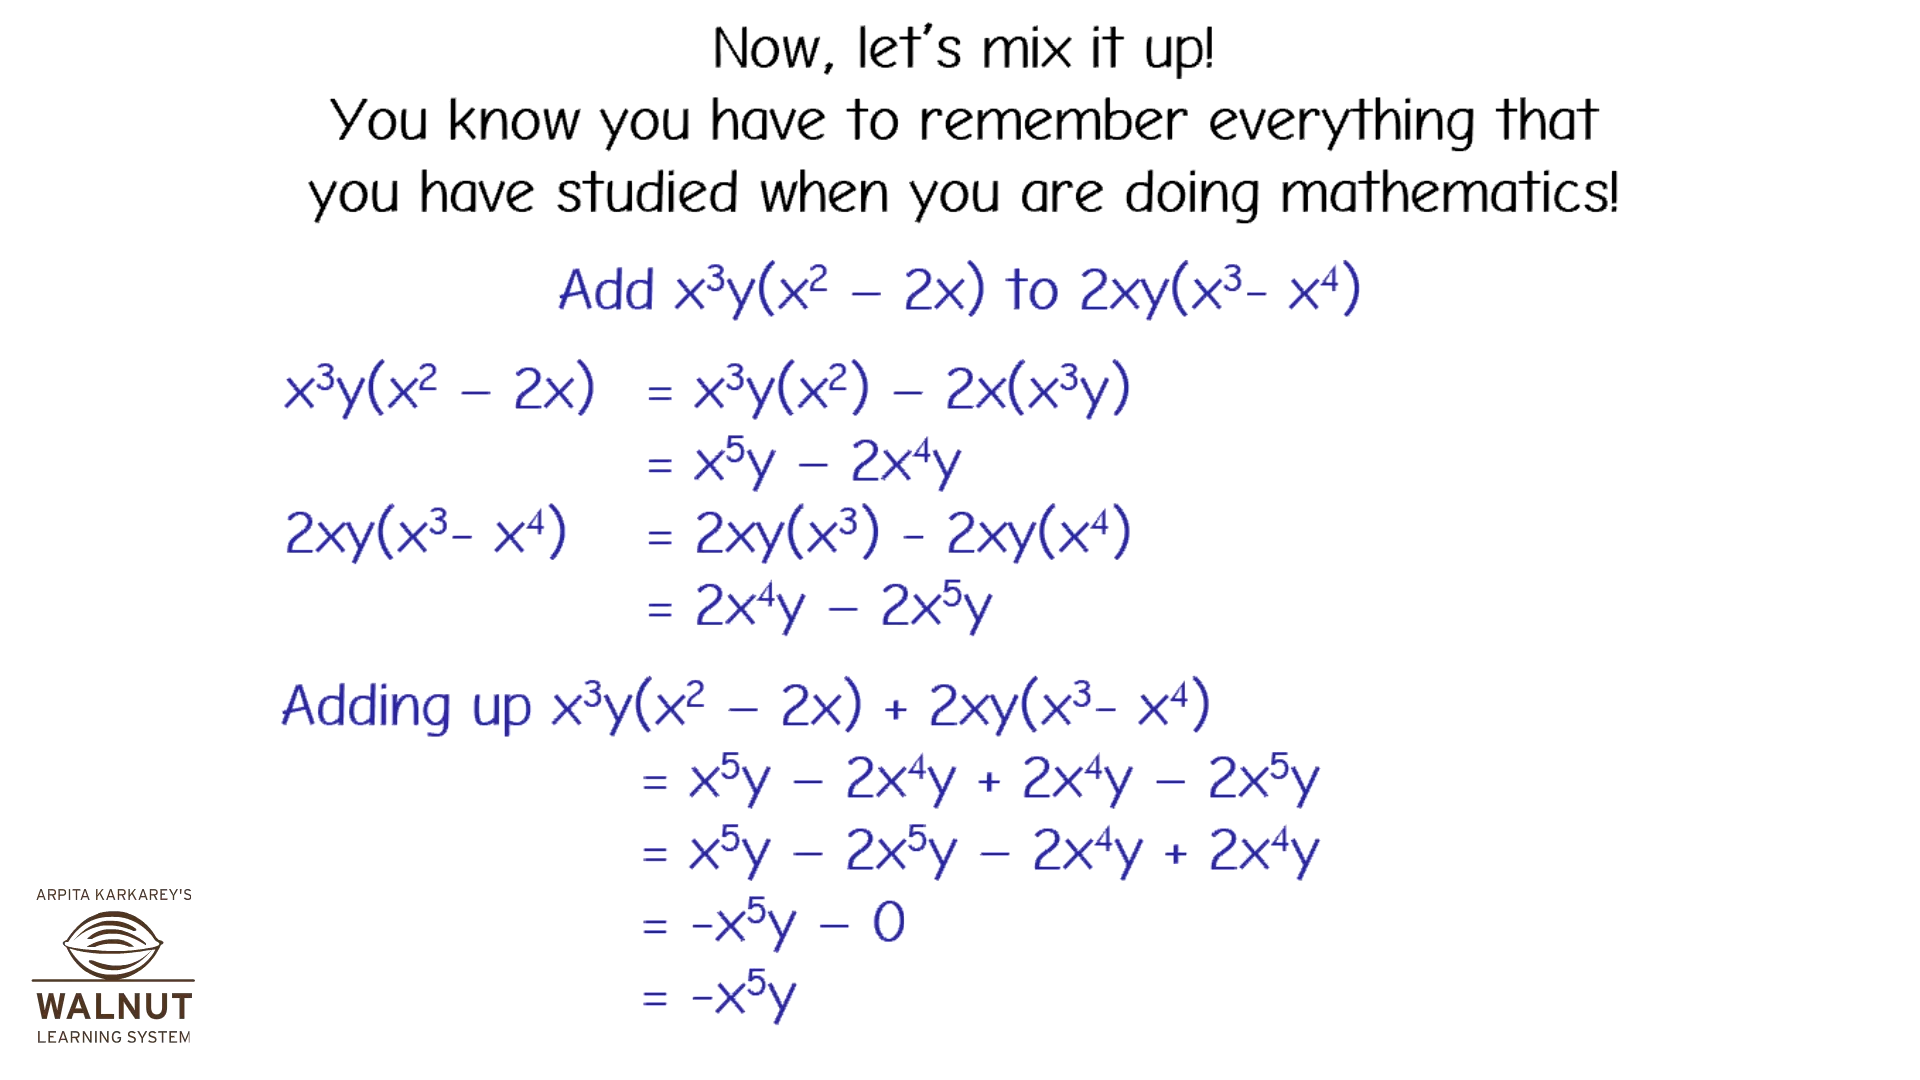 Now, let's mix it up!
You know you have to remember everything that
you have studied when you are doing mathematics!
Add x³y(x² – 2x) to 2xy(x³- x⁴)
x³y(x² – 2x) = x³y(x²) – 2x(x³y)
= x⁵y – 2x⁴y
2xy(x³- x⁴) = 2xy(x³) - 2xy(x⁴)
= 2x⁴y – 2x⁵y
Adding up x³y(x² – 2x) + 2xy(x³- x⁴)
= x⁵y – 2x⁴y + 2x⁴y – 2x⁵y
= x⁵y – 2x⁵y – 2x⁴y + 2x⁴y
= -x⁵y – 0
= -x⁵y
ARPITA KARKAREY'S
WALNUT
LEARNING SYSTEM